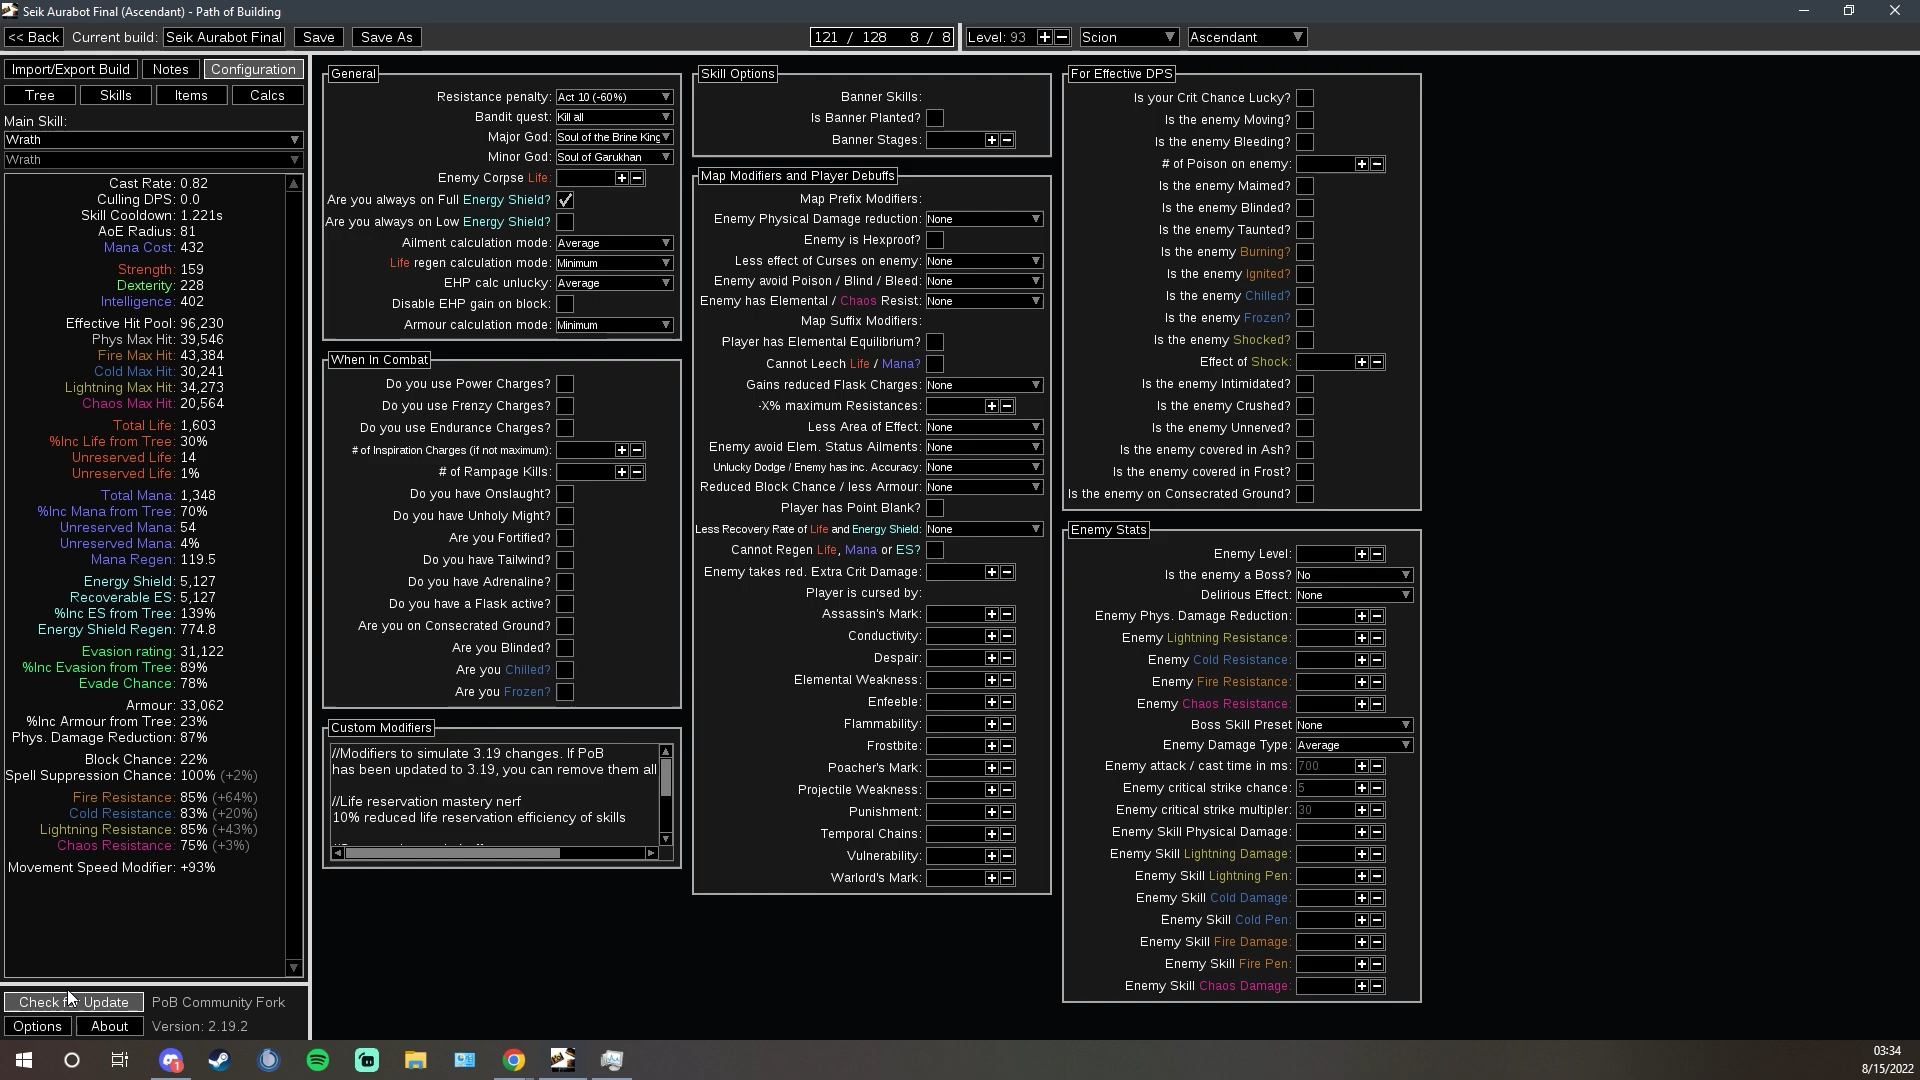 Seik Aurabot Final (Ascendant) - Path of Building
<< Back Current build: Seik Aurabot Final Save Save As 121 / 128 8 / 8 Level: 93 Scion Ascendant
Import/Export Build Notes Configuration
Tree Skills Items Calcs
Main Skill:
Wrath
Wrath
Cast Rate: 0.82
Culling DPS: 0.0
Skill Cooldown: 1.221s
AoE Radius: 81
Mana Cost: 432
Strength: 159
Dexterity: 228
Intelligence: 402
Effective Hit Pool: 96,230
Phys Max Hit: 39,546
Fire Max Hit: 43,384
Cold Max Hit: 30,241
Lightning Max Hit: 34,273
Chaos Max Hit: 20,564
Total Life: 1,603
%Inc Life from Tree: 30%
Unreserved Life: 14
Unreserved Life: 1%
Total Mana: 1,348
%Inc Mana from Tree: 70%
Unreserved Mana: 54
Unreserved Mana: 4%
Mana Regen: 119.5
Energy Shield: 5,127
Recoverable ES: 5,127
%Inc ES from Tree: 139%
Energy Shield Regen: 774.8
Evasion rating: 31,122
%Inc Evasion from Tree: 89%
Evade Chance: 78%
Armour: 33,062
%Inc Armour from Tree: 23%
Phys. Damage Reduction: 87%
Block Chance: 22%
Spell Suppression Chance: 100% (+2%)
Fire Resistance: 85% (+64%)
Cold Resistance: 83% (+20%)
Lightning Resistance: 85% (+43%)
Chaos Resistance: 75% (+3%)
Movement Speed Modifier: +93%
Check for Update PoB Community Fork
Options About Version: 2.19.2
General
Resistance penalty: Act 10 (-60%)
Bandit quest: Kill all
Major God: Soul of the Brine King
Minor God: Soul of Garukhan
Enemy Corpse Life:
Are you always on Full Energy Shield?
Are you always on Low Energy Shield?
Ailment calculation mode: Average
Life regen calculation mode: Minimum
EHP calc unlucky: Average
Disable EHP gain on block:
Armour calculation mode: Minimum
When In Combat
Do you use Power Charges?
Do you use Frenzy Charges?
Do you use Endurance Charges?
# of Inspiration Charges (if not maximum):
# of Rampage Kills:
Do you have Onslaught?
Do you have Unholy Might?
Are you Fortified?
Do you have Tailwind?
Do you have Adrenaline?
Do you have a Flask active?
Are you on Consecrated Ground?
Are you Blinded?
Are you Chilled?
Are you Frozen?
Custom Modifiers
//Modifiers to simulate 3.19 changes. If PoB
has been updated to 3.19, you can remove them all
//Life reservation mastery nerf
10% reduced life reservation efficiency of skills
Skill Options
Banner Skills:
Is Banner Planted?
Banner Stages:
Map Modifiers and Player Debuffs
Map Prefix Modifiers:
Enemy Physical Damage reduction: None
Enemy is Hexproof?
Less effect of Curses on enemy: None
Enemy avoid Poison / Blind / Bleed: None
Enemy has Elemental / Chaos Resist: None
Map Suffix Modifiers:
Player has Elemental Equilibrium?
Cannot Leech Life / Mana?
Gains reduced Flask Charges: None
-X% maximum Resistances:
Less Area of Effect: None
Enemy avoid Elem. Status Ailments: None
Unlucky Dodge / Enemy has inc. Accuracy: None
Reduced Block Chance / less Armour: None
Player has Point Blank?
Less Recovery Rate of Life and Energy Shield: None
Cannot Regen Life, Mana or ES?
Enemy takes red. Extra Crit Damage:
Player is cursed by:
Assassin's Mark:
Conductivity:
Despair:
Elemental Weakness:
Enfeeble:
Flammability:
Frostbite:
Poacher's Mark:
Projectile Weakness:
Punishment:
Temporal Chains:
Vulnerability:
Warlord's Mark:
For Effective DPS
Is your Crit Chance Lucky?
Is the enemy Moving?
Is the enemy Bleeding?
# of Poison on enemy:
Is the enemy Maimed?
Is the enemy Blinded?
Is the enemy Taunted?
Is the enemy Burning?
Is the enemy Ignited?
Is the enemy Chilled?
Is the enemy Frozen?
Is the enemy Shocked?
Effect of Shock:
Is the enemy Intimidated?
Is the enemy Crushed?
Is the enemy Unnerved?
Is the enemy covered in Ash?
Is the enemy covered in Frost?
Is the enemy on Consecrated Ground?
Enemy Stats
Enemy Level:
Is the enemy a Boss? No
Delirious Effect: None
Enemy Phys. Damage Reduction:
Enemy Lightning Resistance:
Enemy Cold Resistance:
Enemy Fire Resistance:
Enemy Chaos Resistance:
Boss Skill Preset None
Enemy Damage Type: Average
Enemy attack / cast time in ms: 700
Enemy critical strike chance: 5
Enemy critical strike multipler: 30
Enemy Skill Physical Damage:
Enemy Skill Lightning Damage:
Enemy Skill Lightning Pen:
Enemy Skill Cold Damage:
Enemy Skill Cold Pen:
Enemy Skill Fire Damage:
Enemy Skill Fire Pen:
Enemy Skill Chaos Damage:
03:34
8/15/2022